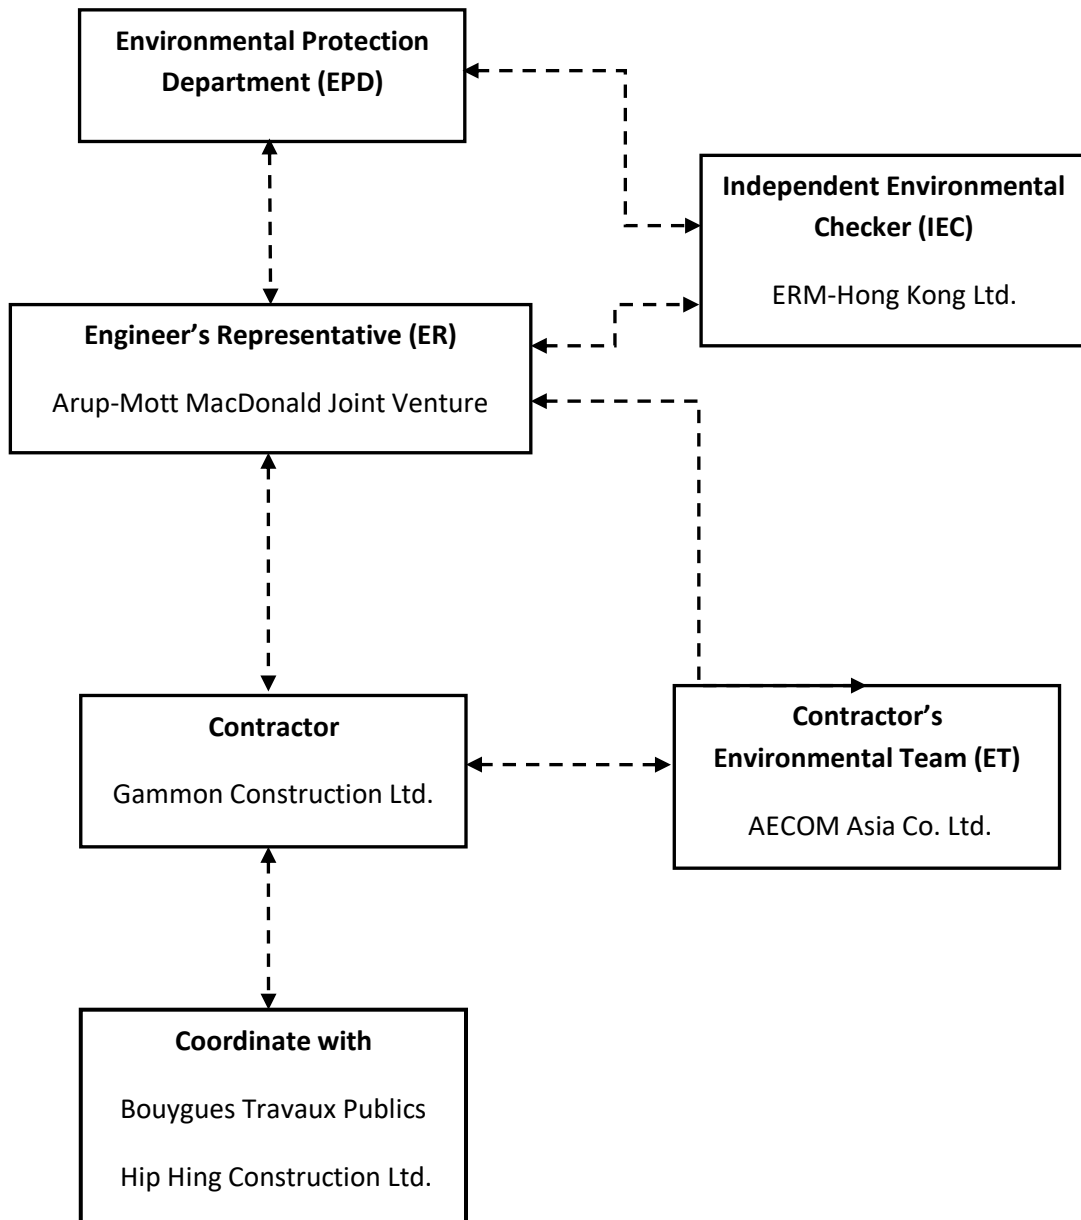 Environmental Protection
Department (EPD)
Independent Environmental
Checker (IEC)
ERM-Hong Kong Ltd.
Engineer’s Representative (ER)
Arup-Mott MacDonald Joint Venture
Contractor
Gammon Construction Ltd.
Contractor’s
Environmental Team (ET)
AECOM Asia Co. Ltd.
Coordinate with
Bouygues Travaux Publics
Hip Hing Construction Ltd.